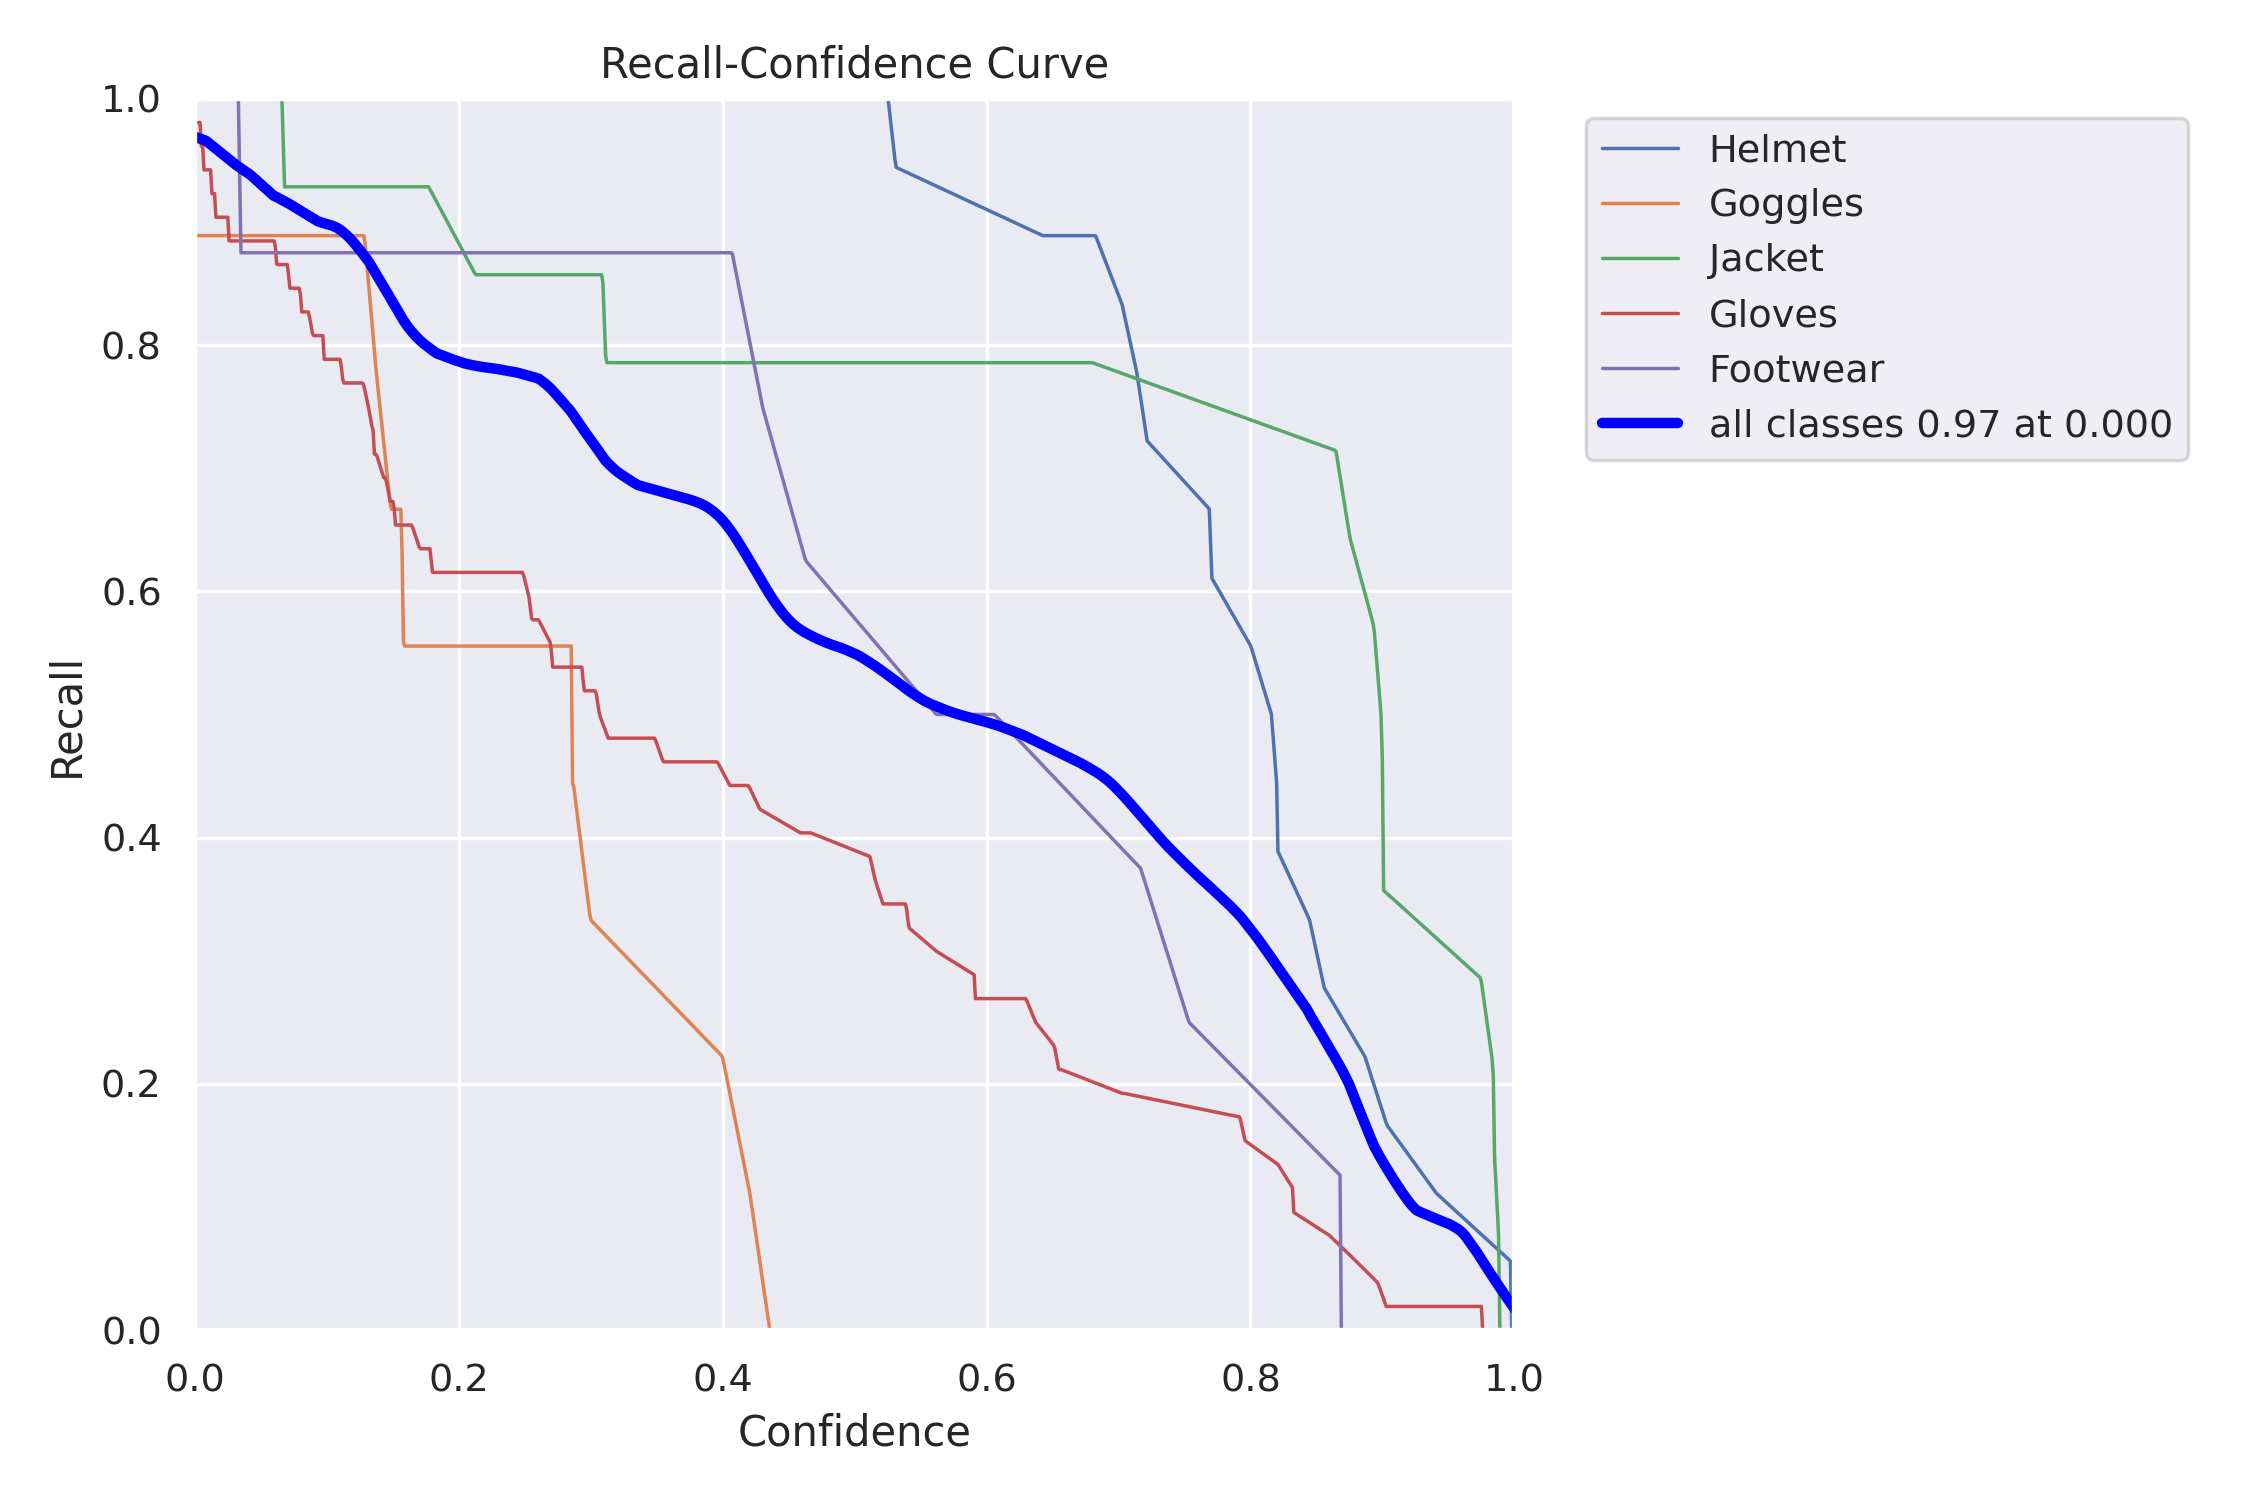 Recall-Confidence Curve
1.0
0.8
0.6
0.4
0.2
0.0
Recall
0.0 0.2 0.4 0.6 0.8 1.0
Confidence
Helmet
Goggles
Jacket
Gloves
Footwear
all classes 0.97 at 0.000